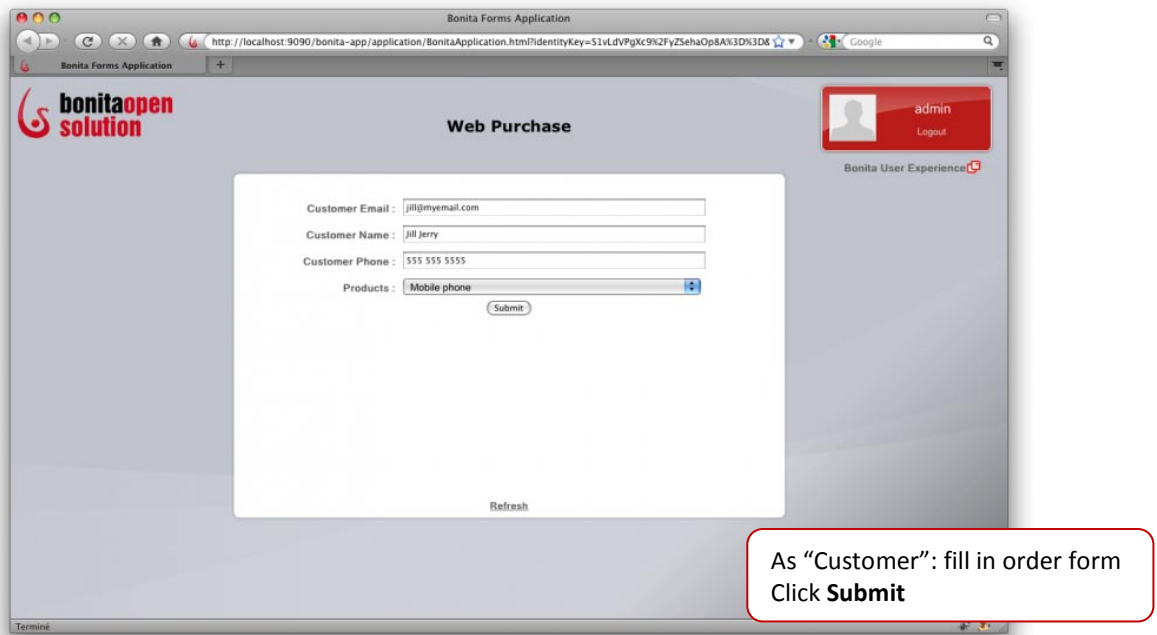 Bonita Forms Application
http://localhost:9090/bonita-app/application/BonitaApplication.html?identityKey=S1vLdVPgXc9%2FyZSehaOp8A%3D%3D&
Google
Bonita Forms Application
+
bonitaopen
solution
Web Purchase
admin
Logout
Bonita User Experience
Customer Email : jill@myemail.com
Customer Name : Jill Jerry
Customer Phone : 555 555 5555
Products : Mobile phone
Submit
Refresh
As “Customer”: fill in order form
Click Submit
Terminé